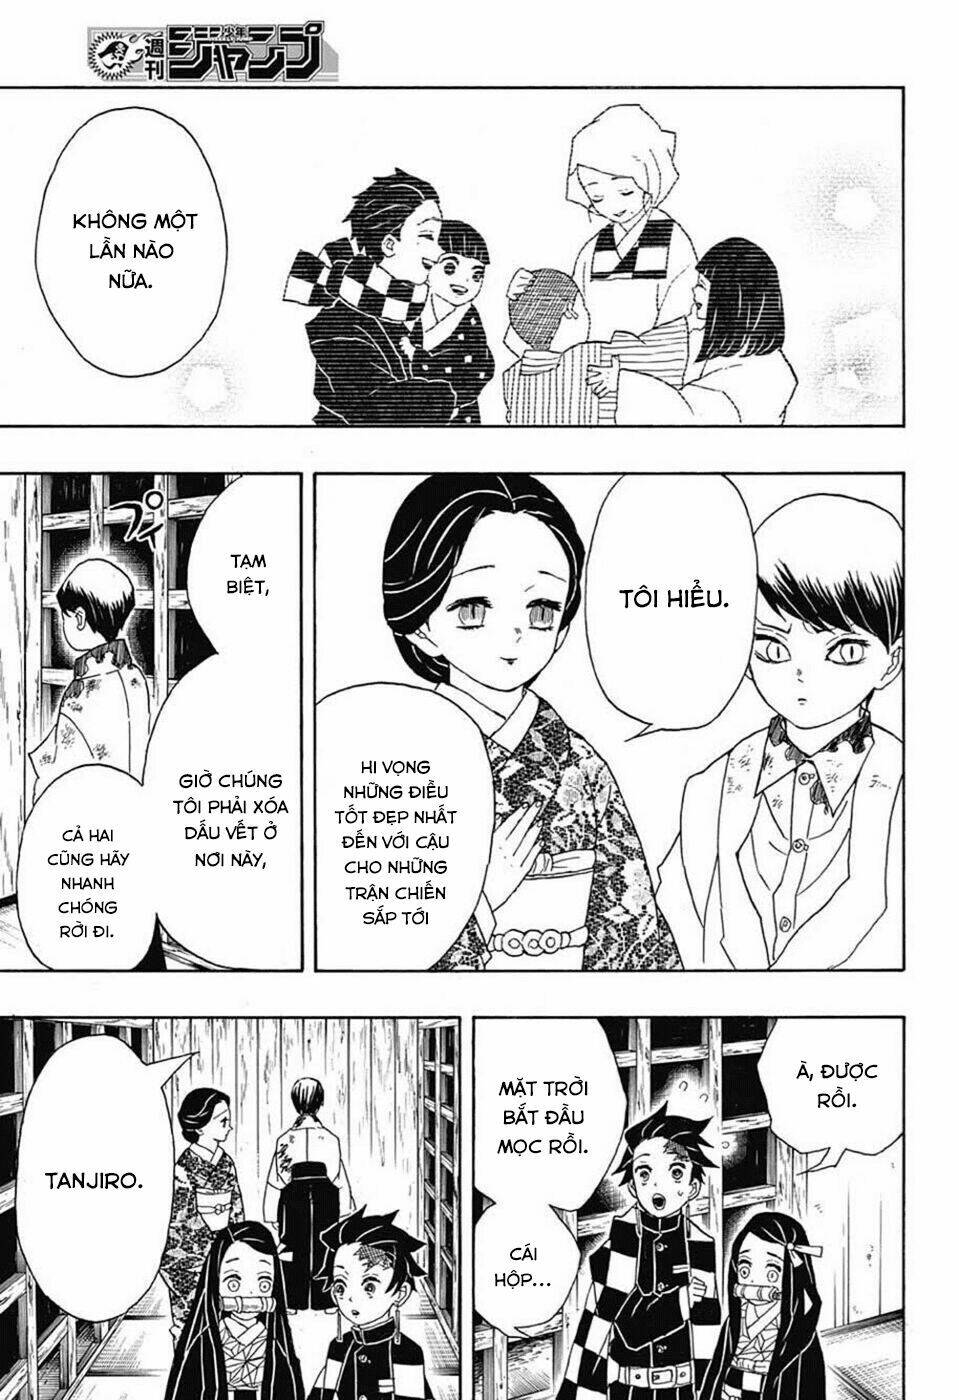 週刊少年ジャンプ
KHÔNG MỘT
LẦN NÀO
NỮA.
TÔI HIỂU.
HI VỌNG
NHỮNG ĐIỀU
TỐT ĐẸP NHẤT
ĐẾN VỚI CẬU
CHO NHỮNG
TRẬN CHIẾN
SẮP TỚI
TẠM
BIỆT,
GIỜ CHÚNG
TÔI PHẢI XÓA
DẤU VẾT Ở
NƠI NÀY,
CẢ HAI
CŨNG HÃY
NHANH
CHÓNG
RỜI ĐI.
À, ĐƯỢC
RỒI.
MẶT TRỜI
BẮT ĐẦU
MỌC RỒI.
CÁI
HỘP...
TANJIRO.